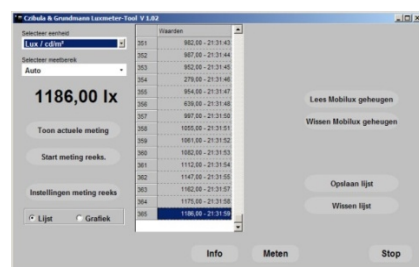 Czibula & Grundmann Luxmeter-Tool V 1,02
Selecteer eenheid
Lux / cd/m²
Selecteer meetbereik
Auto
1186,00 lx
Toon actuele meting
Start meting reeks.
Instellingen meting reeks
Lijst Grafiek
Waarden
351 982,00 - 21:31:43
352 987,00 - 21:31:44
353 952,00 - 21:31:45
354 279,00 - 21:31:46
355 954,00 - 21:31:47
356 639,00 - 21:31:48
357 997,00 - 21:31:50
358 1055,00 - 21:31:51
359 1061,00 - 21:31:52
360 1082,00 - 21:31:53
361 1112,00 - 21:31:54
362 1147,00 - 21:31:55
363 1162,00 - 21:31:57
364 1175,00 - 21:31:58
365 1186,00 - 21:31:59
Lees Mobilux geheugen
Wissen Mobilux geheugen
Opslaan lijst
Wissen lijst
Info Meten Stop